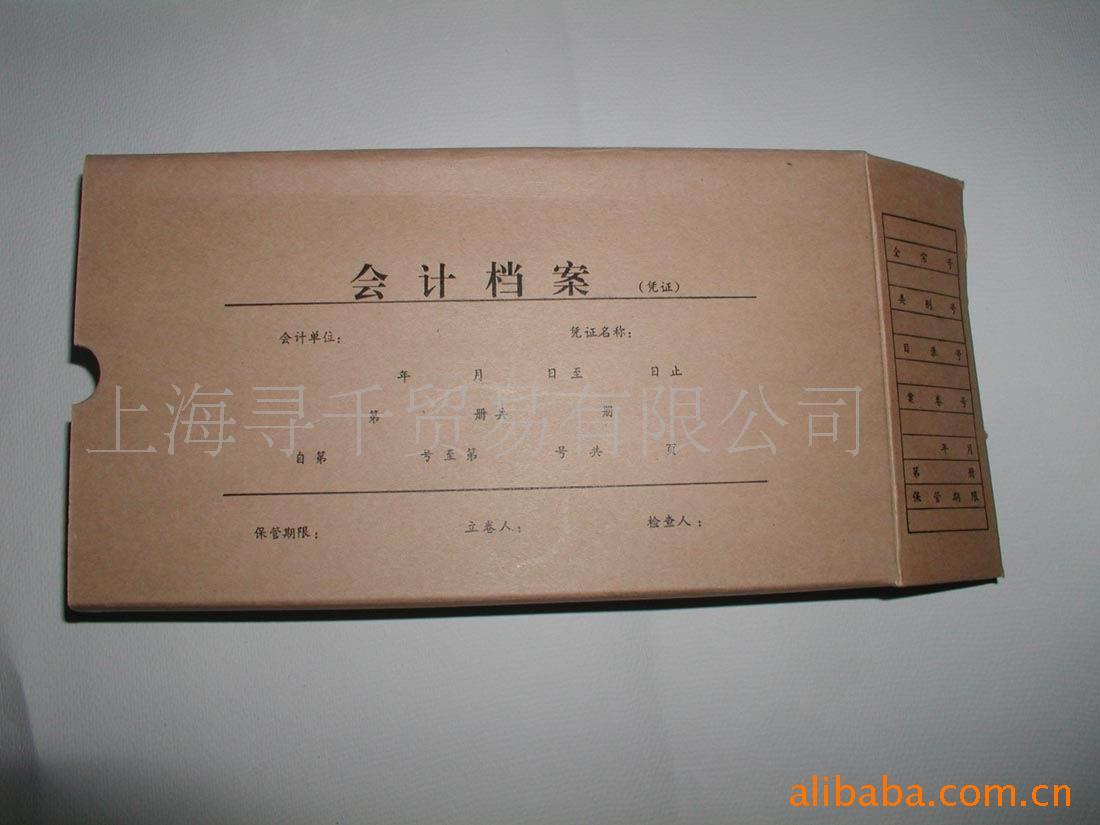 会计档案 (凭证)
会计单位: 凭证名称:
年 月 日至 日止
第 册共 册
自第 号至第 号共 页
保管期限: 立卷人: 检查人:
全宗号
类别号
目录号
案卷号
年月
第册
保管期限
上海寻千贸易有限公司
alibaba.com.cn